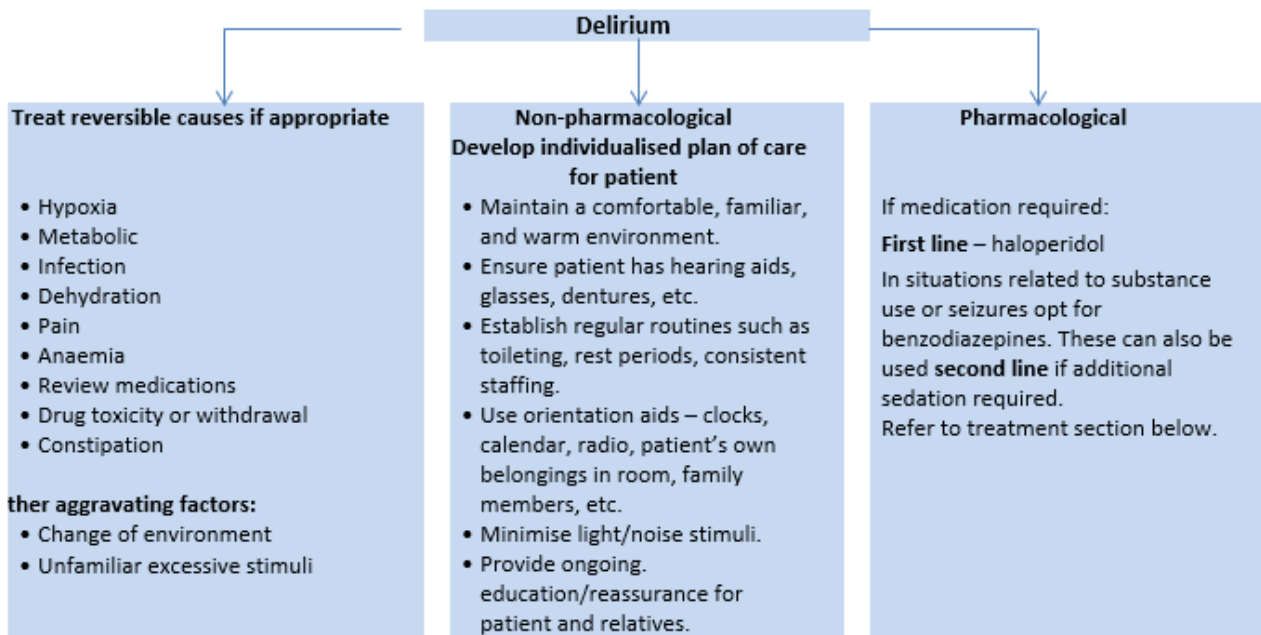 Delirium
Treat reversible causes if appropriate
• Hypoxia
• Metabolic
• Infection
• Dehydration
• Pain
• Anaemia
• Review medications
• Drug toxicity or withdrawal
• Constipation
ther aggravating factors:
• Change of environment
• Unfamiliar excessive stimuli
Non-pharmacological
Develop individualised plan of care
for patient
• Maintain a comfortable, familiar,
and warm environment.
• Ensure patient has hearing aids,
glasses, dentures, etc.
• Establish regular routines such as
toileting, rest periods, consistent
staffing.
• Use orientation aids – clocks,
calendar, radio, patient’s own
belongings in room, family
members, etc.
• Minimise light/noise stimuli.
• Provide ongoing.
education/reassurance for
patient and relatives.
Pharmacological
If medication required:
First line – haloperidol
In situations related to substance
use or seizures opt for
benzodiazepines. These can also be
used second line if additional
sedation required.
Refer to treatment section below.